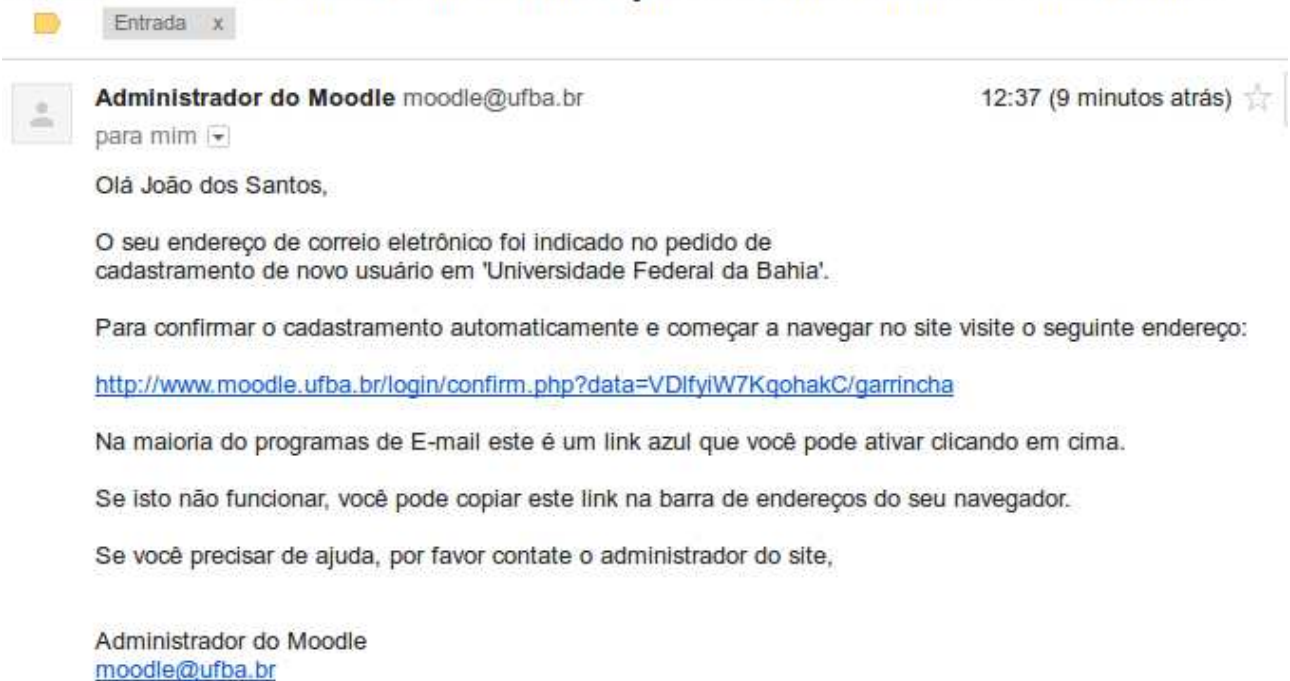 Entrada x
Administrador do Moodle moodle@ufba.br 12:37 (9 minutos atrás)
para mim
Olá João dos Santos,
O seu endereço de correio eletrônico foi indicado no pedido de
cadastramento de novo usuário em 'Universidade Federal da Bahia'.
Para confirmar o cadastramento automaticamente e começar a navegar no site visite o seguinte endereço:
http://www.moodle.ufba.br/login/confirm.php?data=VDlfyiW7KqohakC/garrincha
Na maioria do programas de E-mail este é um link azul que você pode ativar clicando em cima.
Se isto não funcionar, você pode copiar este link na barra de endereços do seu navegador.
Se você precisar de ajuda, por favor contate o administrador do site,
Administrador do Moodle
moodle@ufba.br